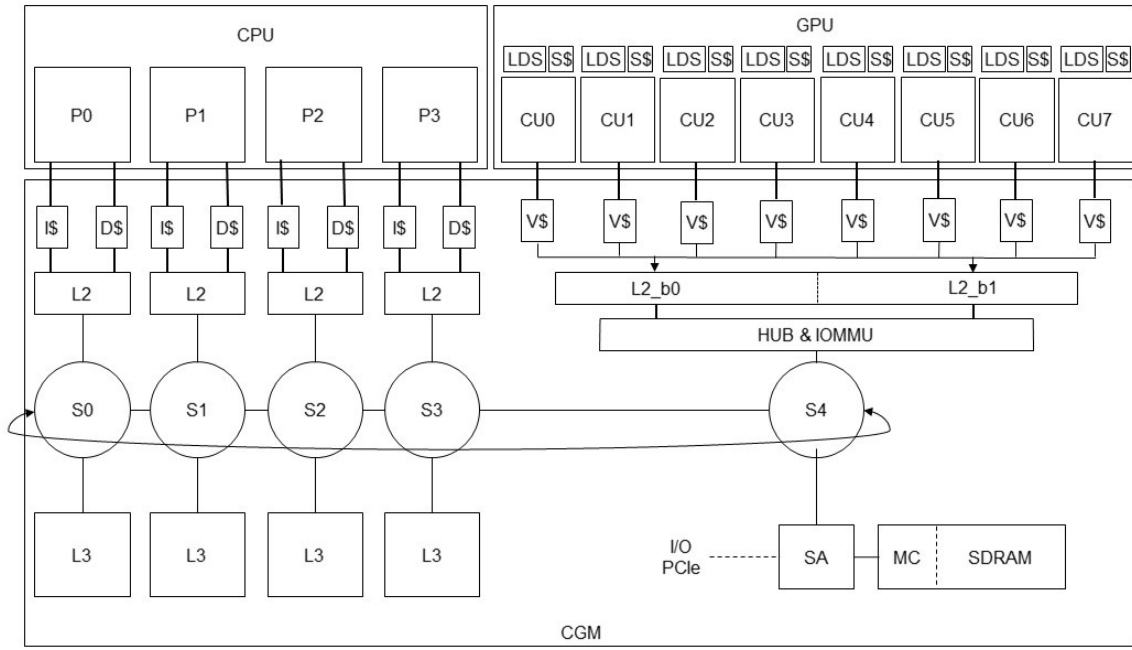 CPU
GPU
LDS S$ LDS S$ LDS S$ LDS S$ LDS S$ LDS S$ LDS S$ LDS S$
P0 P1 P2 P3
CU0 CU1 CU2 CU3 CU4 CU5 CU6 CU7
I$ D$ I$ D$ I$ D$ I$ D$
V$ V$ V$ V$ V$ V$ V$ V$
L2 L2 L2 L2
L2_b0 L2_b1
HUB & IOMMU
S0 S1 S2 S3 S4
L3 L3 L3 L3
I/O
PCIe
SA MC SDRAM
CGM